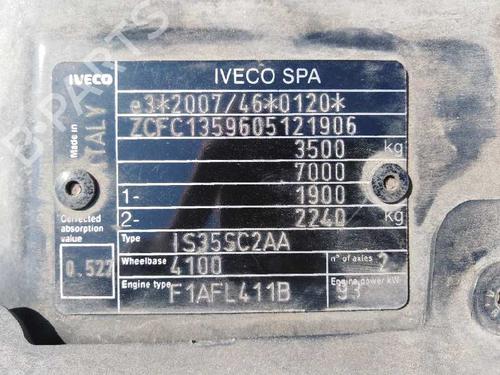 IVECO IVECO SPA
e3*2007/46*0120*
ZCFC1359605121906
3500 kg
7000
1- 1900
2- 2240 kg
Made in ITALY
Corrected absorption value
0.522
Type IS35SC2AA
Wheelbase 4100 n° of axles 2
Engine type F1AFL411B Engine power kW 93
B-PARTS